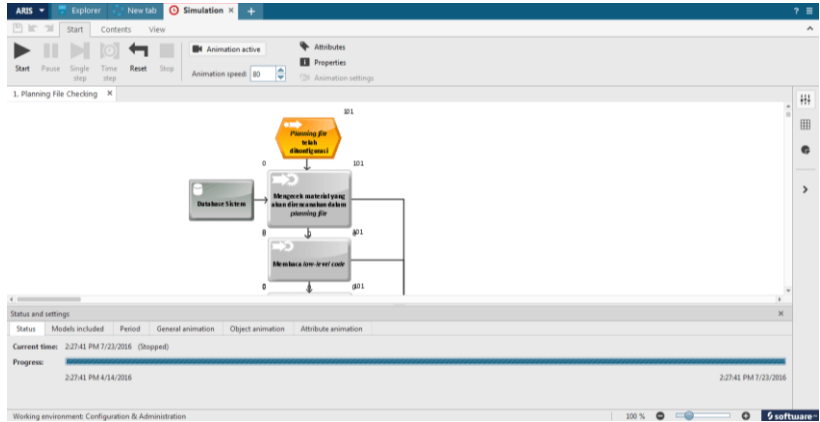 ARIS Explorer New tab Simulation × + ?
Start Contents View
Start Pause Single step Time step Reset Stop
Animation active
Animation speed: 80
Attributes
Properties
Animation settings
1. Planning File Checking ×
101
Planning file
telah
dikonfigurasi
0 101
Database Sistem
Mengecek material yang
akan direncanakan dalam
planning file
Membaca low-level code
0 101
Status and settings ×
Status Models included Period General animation Object animation Attribute animation
Current time: 2:27:41 PM 7/23/2016 (Stopped)
Progress:
2:27:41 PM 4/14/2016 2:27:41 PM 7/23/2016
Working environment: Configuration & Administration 100 % software